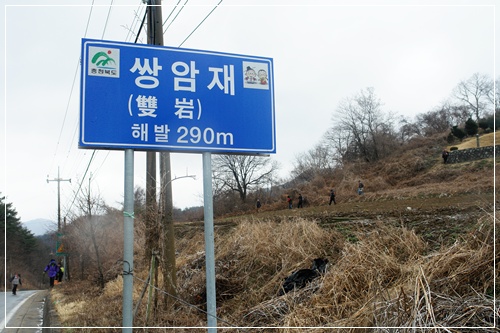 충청북도
쌍암재
(雙 岩)
해발 290m